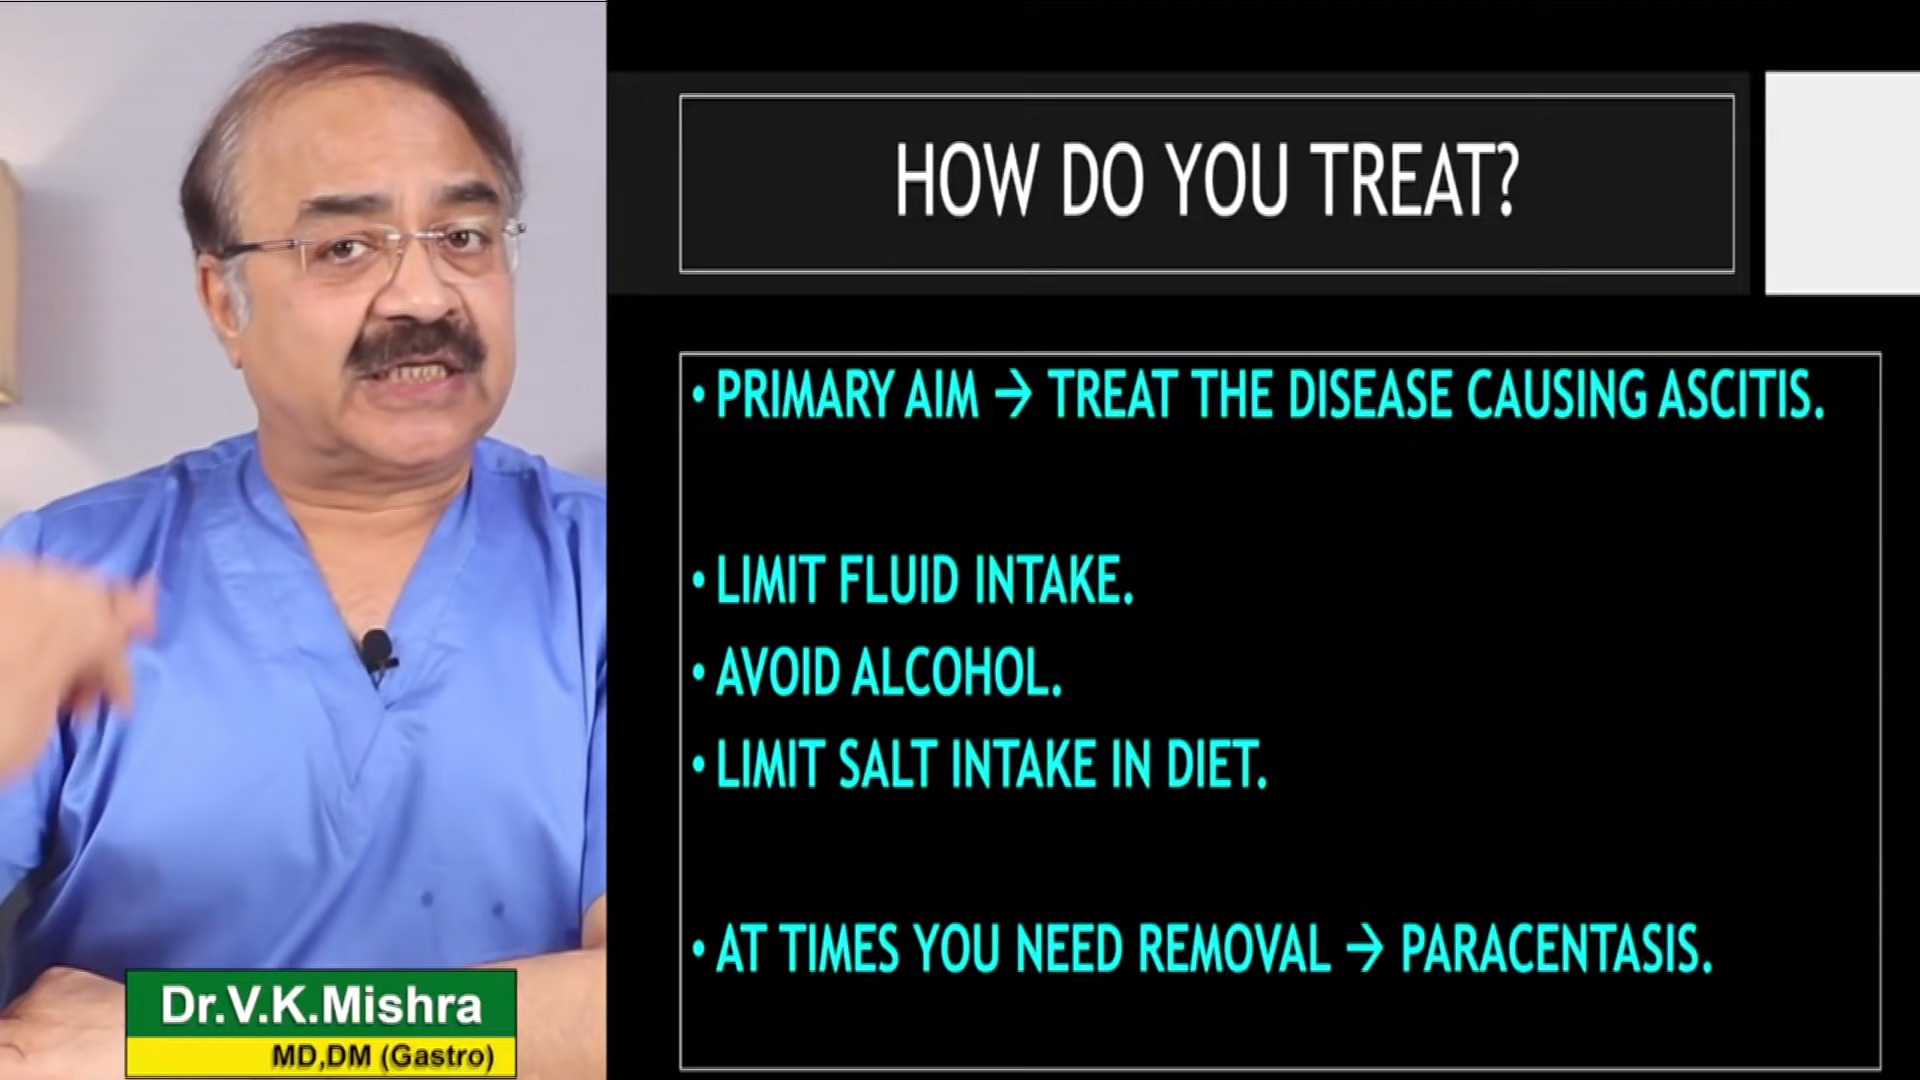 HOW DO YOU TREAT?
• PRIMARY AIM → TREAT THE DISEASE CAUSING ASCITIS.
• LIMIT FLUID INTAKE.
• AVOID ALCOHOL.
• LIMIT SALT INTAKE IN DIET.
• AT TIMES YOU NEED REMOVAL → PARACENTASIS.
Dr.V.K.Mishra
MD,DM (Gastro)